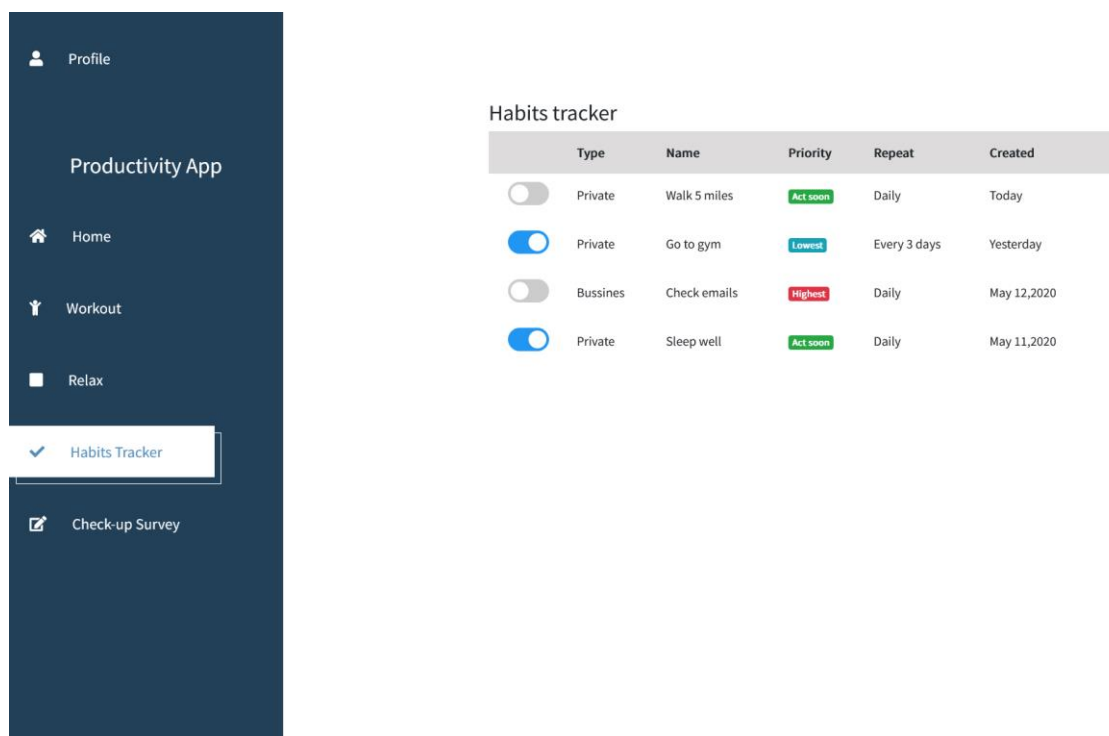 Profile
Productivity App
Home
Workout
Relax
Habits Tracker
Check-up Survey
Habits tracker
Type Name Priority Repeat Created
Private Walk 5 miles Act soon Daily Today
Private Go to gym Lowest Every 3 days Yesterday
Bussines Check emails Highest Daily May 12,2020
Private Sleep well Act soon Daily May 11,2020